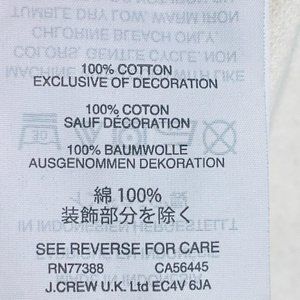 100% COTTON
EXCLUSIVE OF DECORATION
100% COTON
SAUF DÉCORATION
100% BAUMWOLLE
AUSGENOMMEN DEKORATION
綿 100%
装飾部分を除く
SEE REVERSE FOR CARE
RN77388 CA56445
J.CREW U.K. Ltd EC4V 6JA